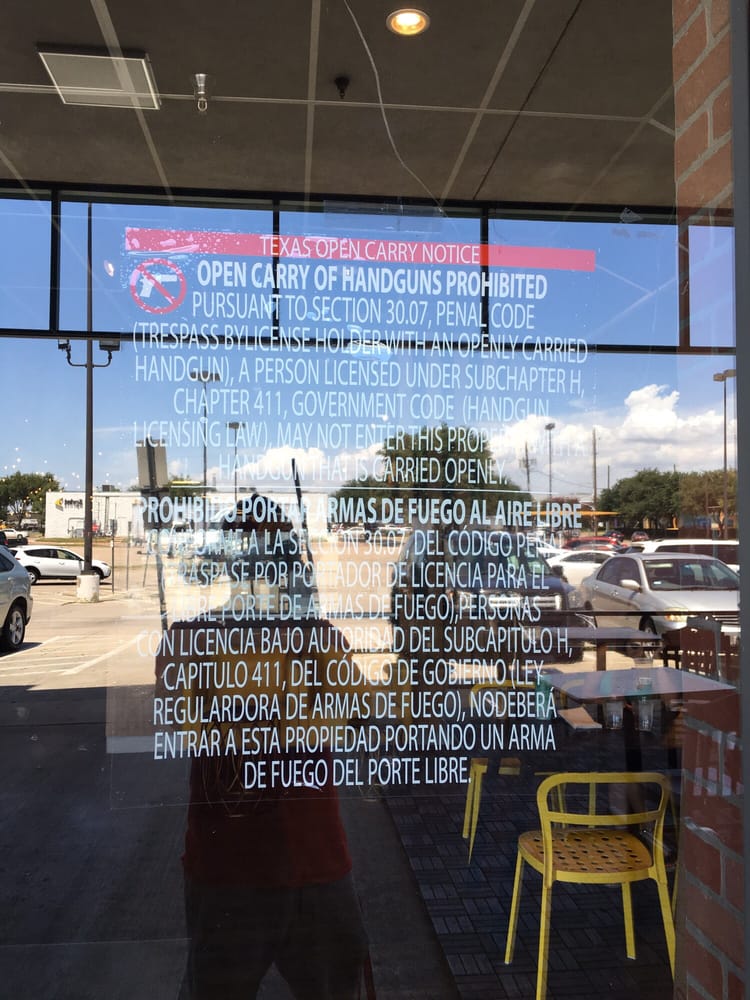 TEXAS OPEN CARRY NOTICE
OPEN CARRY OF HANDGUNS PROHIBITED
PURSUANT TO SECTION 30.07, PENAL CODE
(TRESPASS BYLICENSE HOLDER WITH AN OPENLY CARRIED
HANDGUN), A PERSON LICENSED UNDER SUBCHAPTER H,
CHAPTER 411, GOVERNMENT CODE (HANDGUN
LICENSING LAW), MAY NOT ENTER THIS PROPERTY WITH A
HANDGUN THAT IS CARRIED OPENLY
PROHIBIDO PORTAR ARMAS DE FUEGO AL AIRE LIBRE
A LA SECCIÓN 30.07 DEL CÓDIGO PENAL
TRASPASE POR PORTADOR DE LICENCIA PARA EL
LIBRE PORTE DE ARMAS DE FUEGO), PERSONAS
CON LICENCIA BAJO AUTORIDAD DEL SUBCAPITULO H,
CAPITULO 411, DEL CÓDIGO DE GOBIERNO (LEY
REGULARDORA DE ARMAS DE FUEGO), NODEBERÁ
ENTRAR A ESTA PROPIEDAD PORTANDO UN ARMA
DE FUEGO DEL PORTE LIBRE.